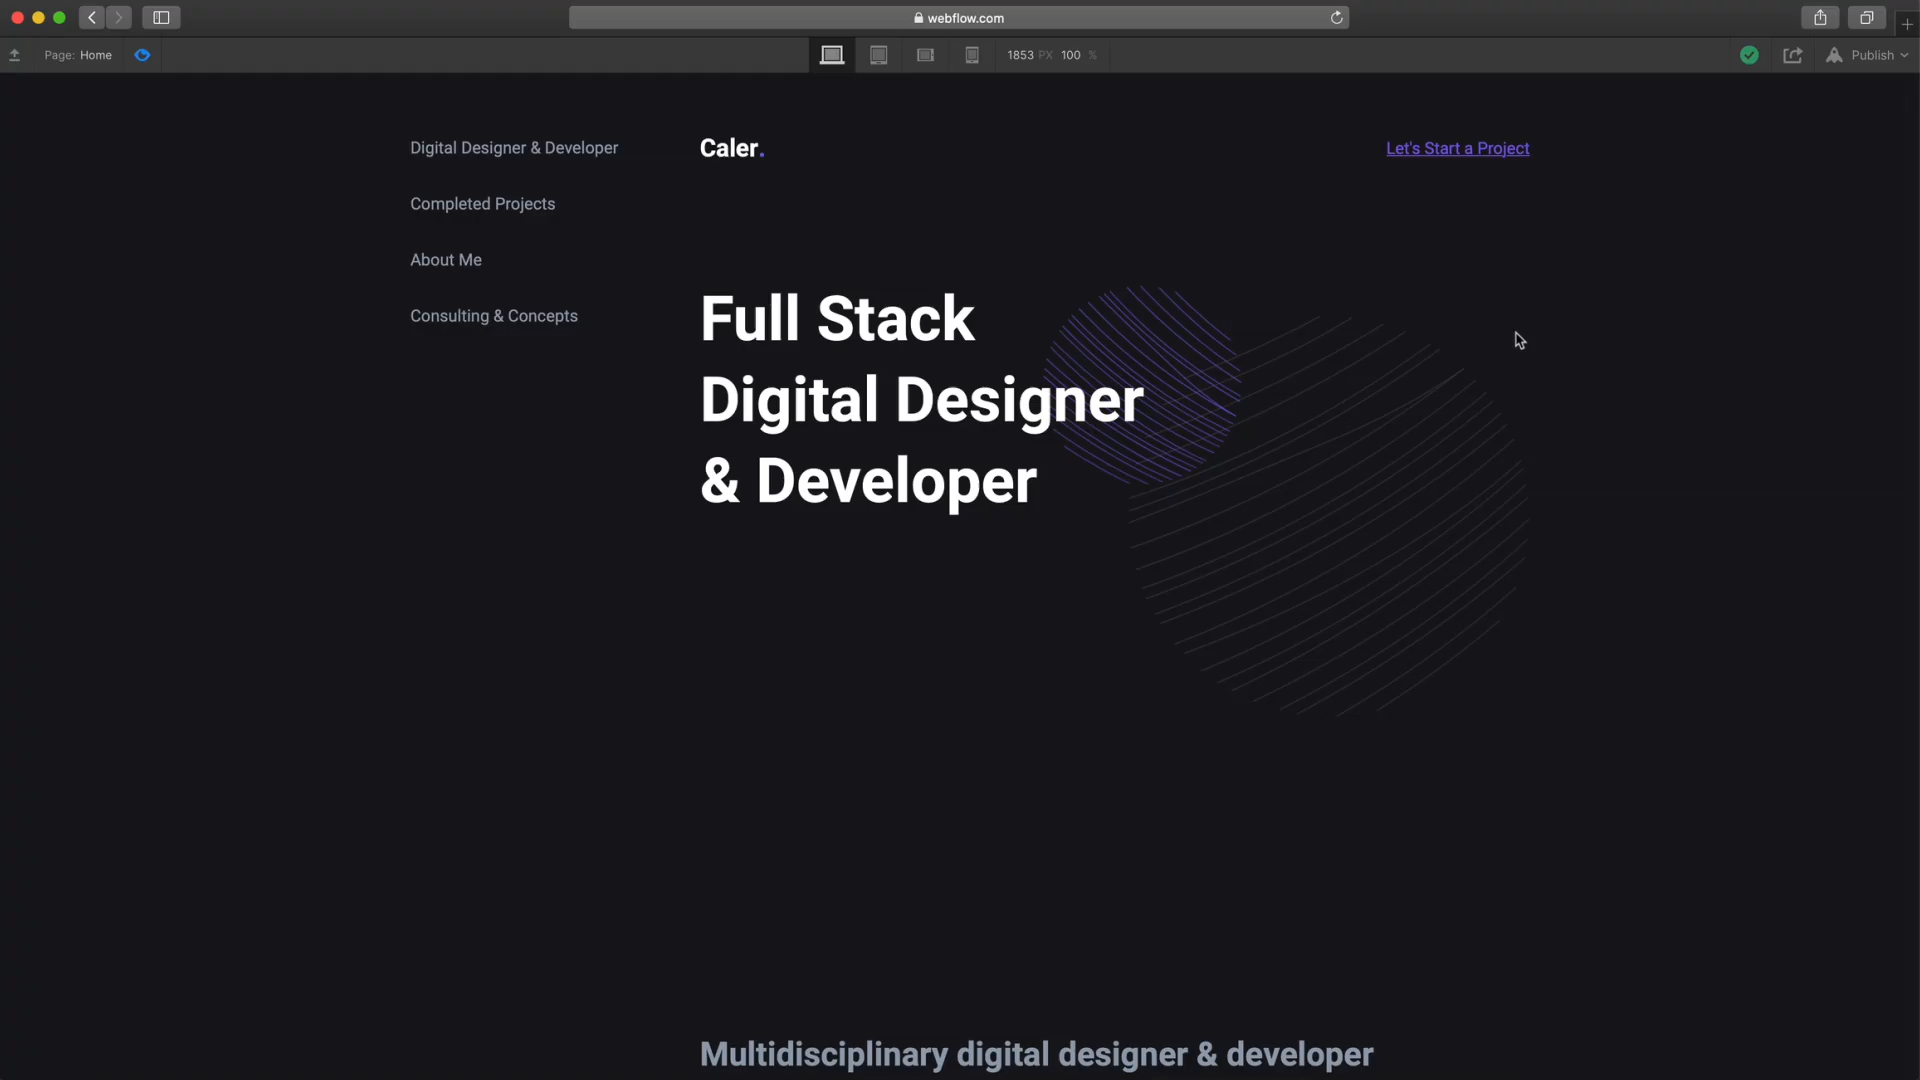 webflow.com
Page: Home
1853 PX 100 %
Publish
Digital Designer & Developer
Caler.
Let's Start a Project
Completed Projects
About Me
Consulting & Concepts
Full Stack
Digital Designer
& Developer
Multidisciplinary digital designer & developer